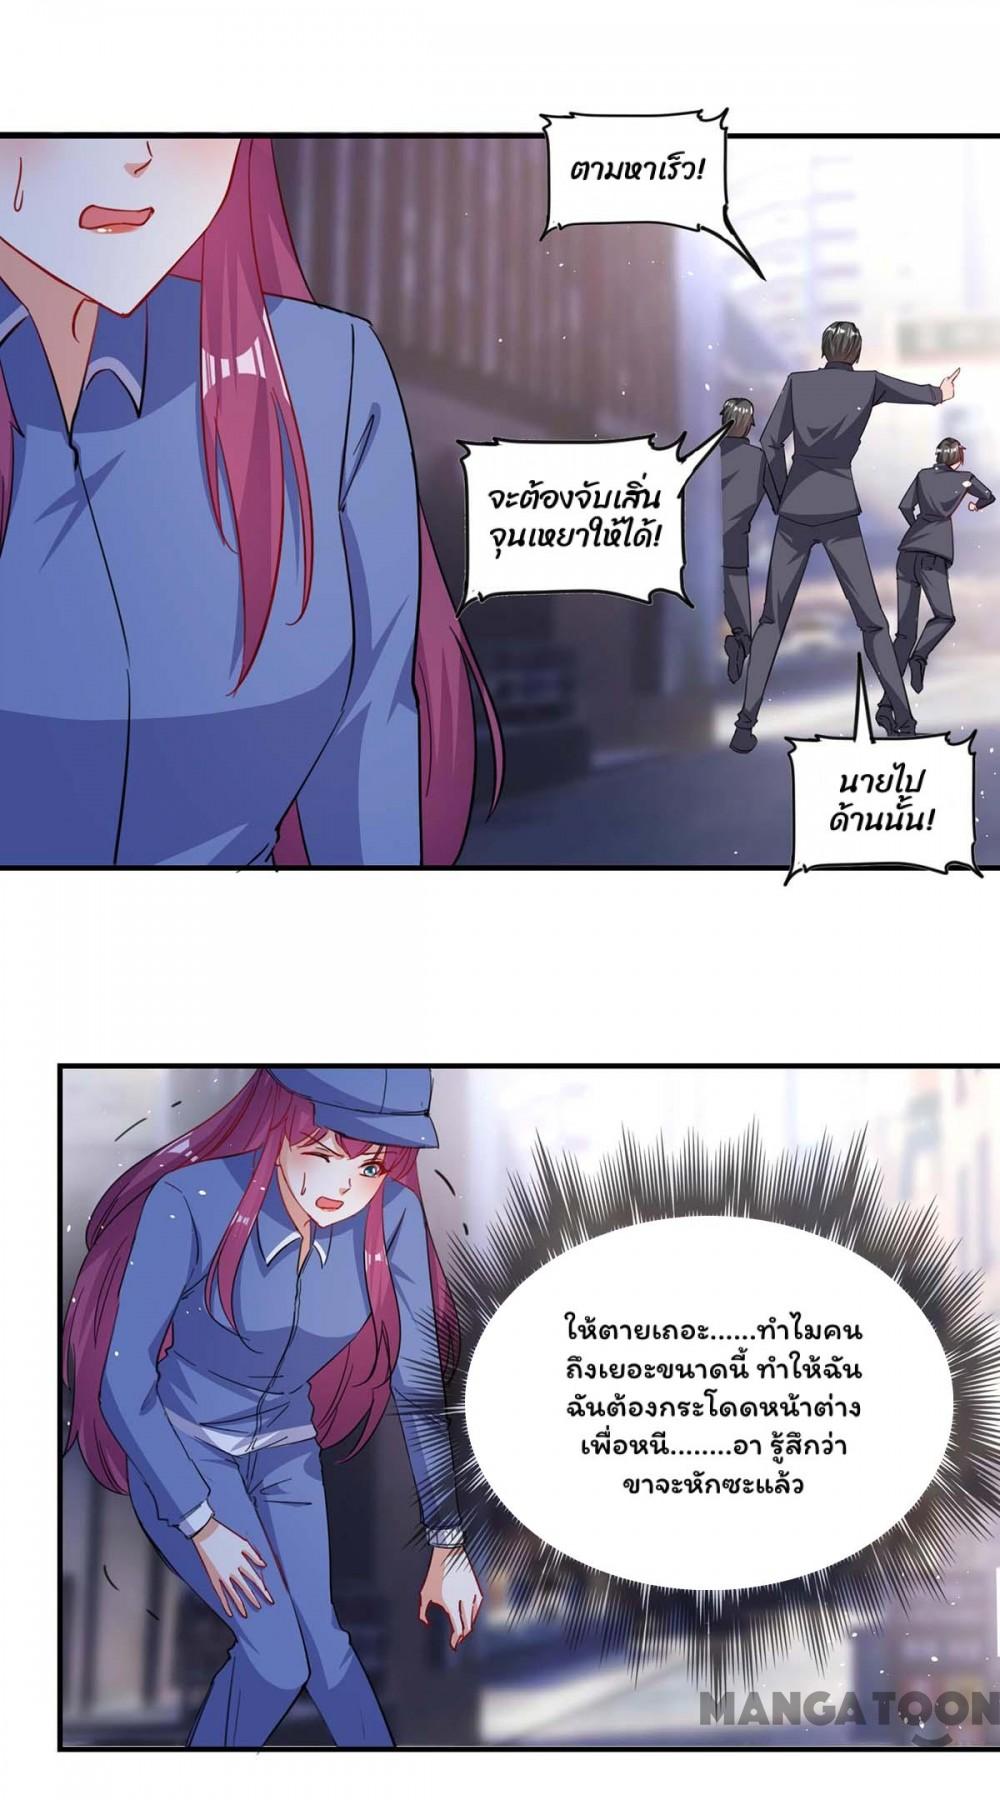 ตามหาเร็ว!
จะต้องจับเสิ่น
จุนเหยาให้ได้!
นายไป
ด้านนั้น!
ให้ตายเถอะ......ทำไมคน
ถึงเยอะขนาดนี้ ทำให้ฉัน
ฉันต้องกระโดดหน้าต่าง
เพื่อหนี........อา รู้สึกว่า
ขาจะหักซะแล้ว
MANGATOON